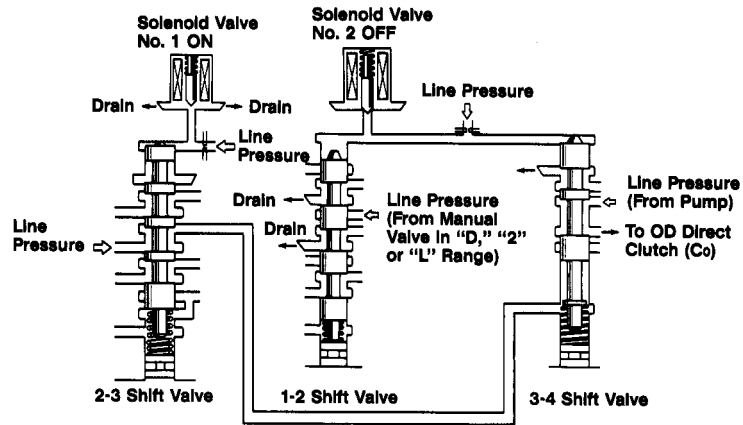 Solenoid Valve
No. 1 ON
Solenoid Valve
No. 2 OFF
Drain
Drain
Line Pressure
Line
Pressure
Line
Pressure
Drain
Drain
Line Pressure
(From Manual
Valve in "D," "2"
or "L" Range)
Line Pressure
(From Pump)
To OD Direct
Clutch (C₀)
2-3 Shift Valve
1-2 Shift Valve
3-4 Shift Valve